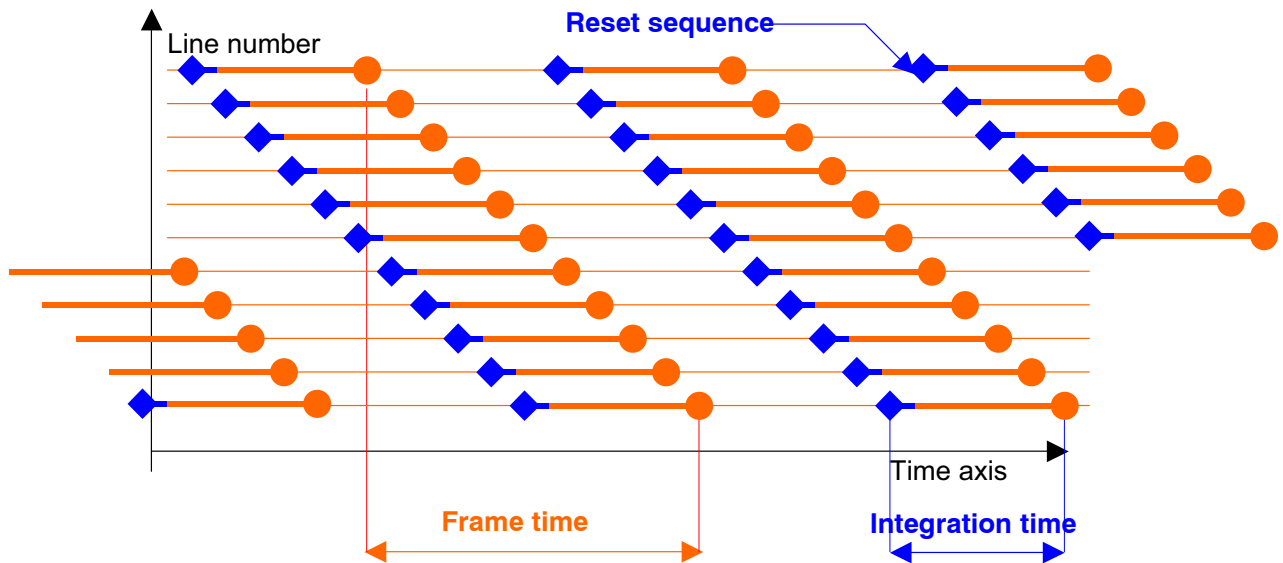 Reset sequence
Line number
Time axis
Frame time
Integration time